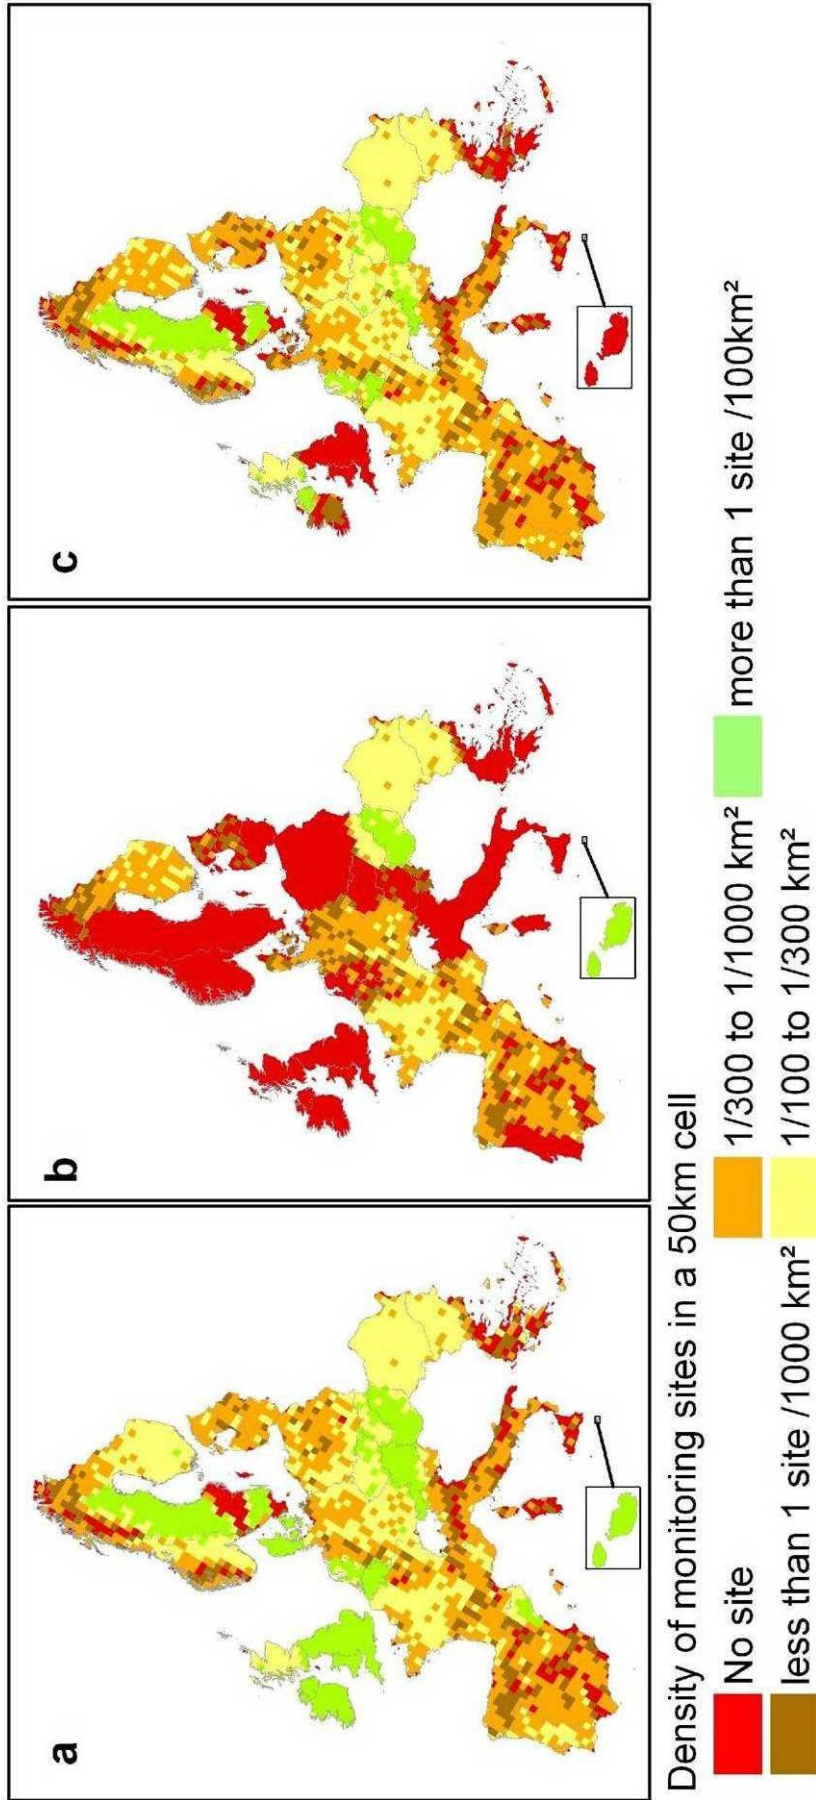 a
b
c
Density of monitoring sites in a 50km cell
No site
1/300 to 1/1000 km²
more than 1 site /100km²
less than 1 site /1000 km²
1/100 to 1/300 km²